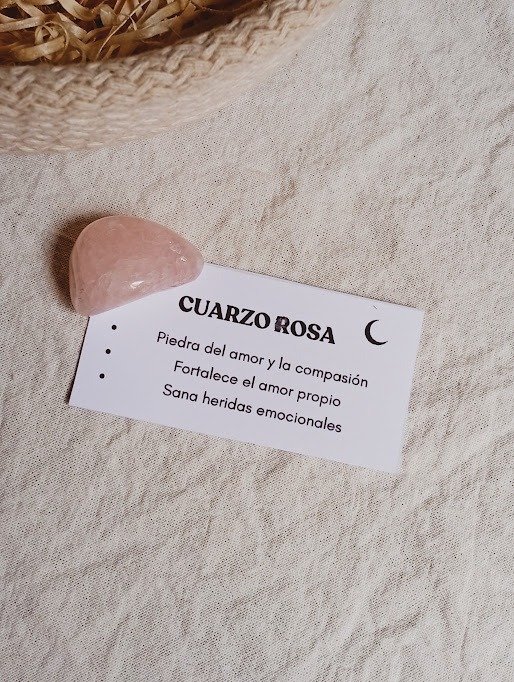 CUARZO ROSA
• Piedra del amor y la compasión
• Fortalece el amor propio
• Sana heridas emocionales